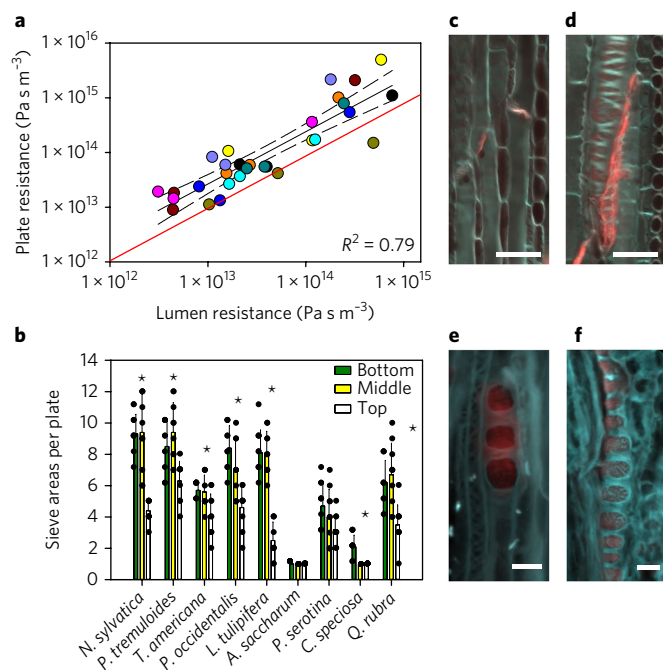 a
Plate resistance (Pa s m⁻³)
1 × 10¹⁶
1 × 10¹⁵
1 × 10¹⁴
1 × 10¹³
1 × 10¹²
R² = 0.79
1 × 10¹²
1 × 10¹³
1 × 10¹⁴
1 × 10¹⁵
Lumen resistance (Pa s m⁻³)
b
Sieve areas per plate
14
12
10
8
6
4
2
0
Bottom
Middle
Top
N. sylvatica
P. tremuloides
T. americana
P. occidentalis
L. tulipifera
A. saccharum
P. serotina
C. speciosa
Q. rubra
c
d
e
f